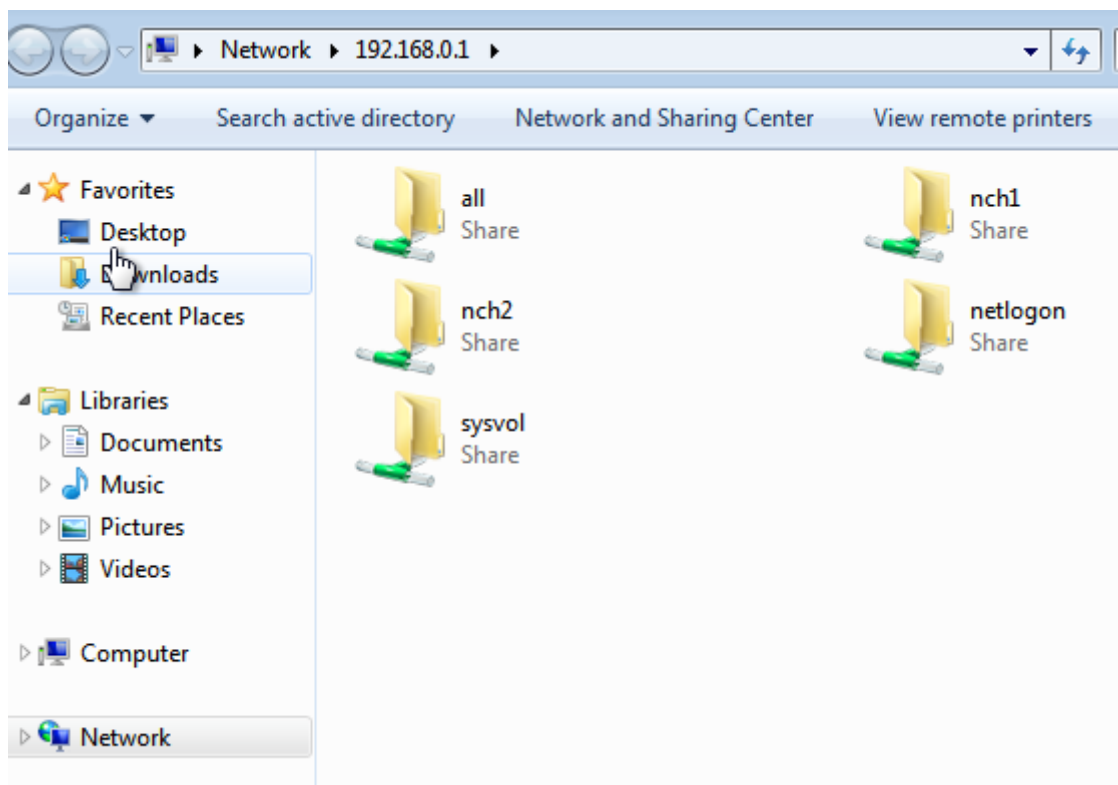 Network 192.168.0.1
Organize Search active directory Network and Sharing Center View remote printers
Favorites
Desktop
Downloads
Recent Places
Libraries
Documents
Music
Pictures
Videos
Computer
Network
all
Share
nch1
Share
nch2
Share
netlogon
Share
sysvol
Share